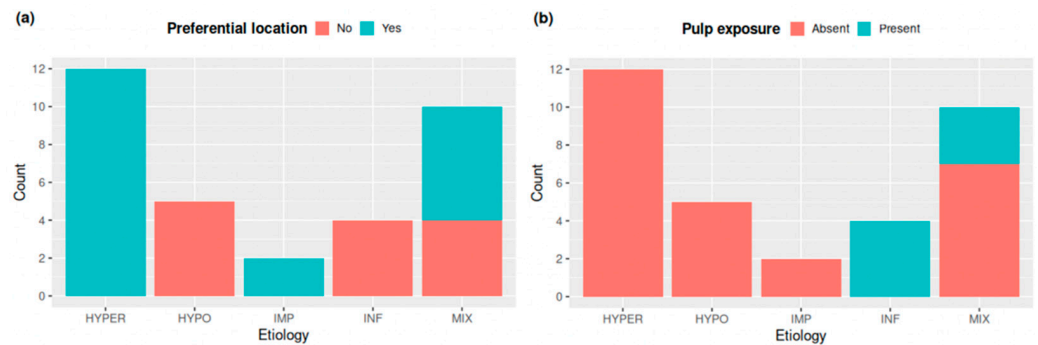 (a)
Preferential location No Yes
12
10
8
6
4
2
0
Count
HYPER HYPO IMP INF MIX
Etiology
(b)
Pulp exposure Absent Present
12
10
8
6
4
2
0
Count
HYPER HYPO IMP INF MIX
Etiology